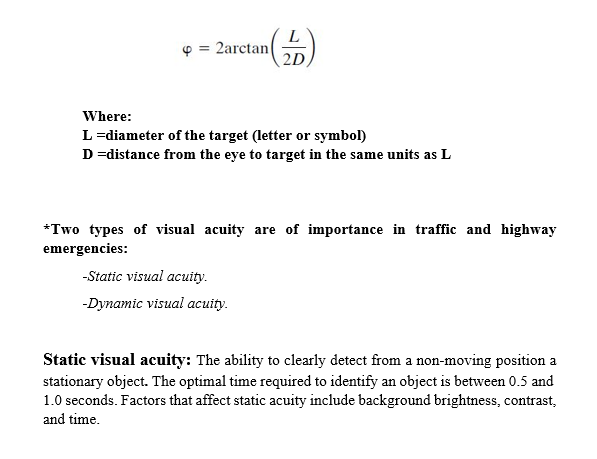 φ = 2arctan(L/2D)
Where:
L =diameter of the target (letter or symbol)
D =distance from the eye to target in the same units as L
*Two types of visual acuity are of importance in traffic and highway
emergencies:
-Static visual acuity.
-Dynamic visual acuity.
Static visual acuity: The ability to clearly detect from a non-moving position a
stationary object. The optimal time required to identify an object is between 0.5 and
1.0 seconds. Factors that affect static acuity include background brightness, contrast,
and time.